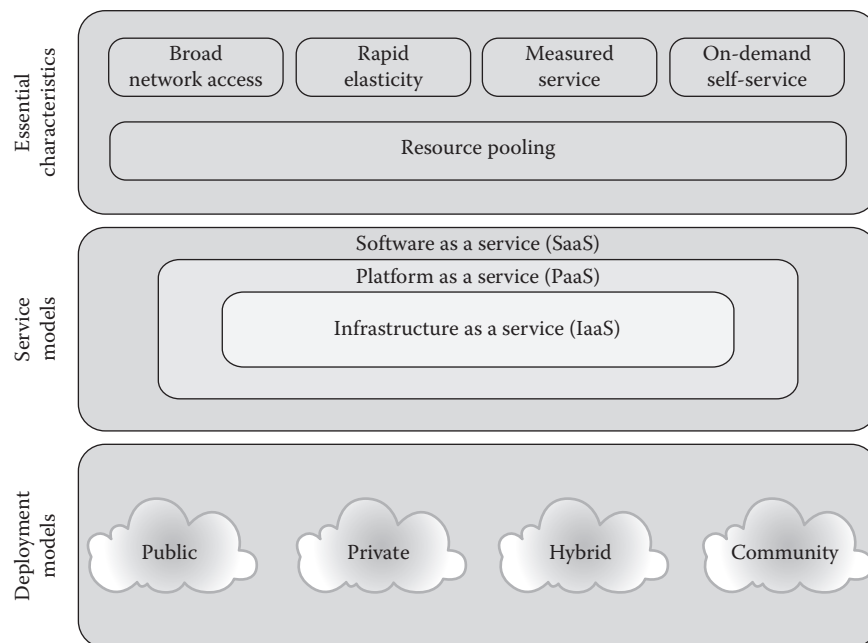 Essential
characteristics
Broad
network access
Rapid
elasticity
Measured
service
On-demand
self-service
Resource pooling
Service
models
Software as a service (SaaS)
Platform as a service (PaaS)
Infrastructure as a service (IaaS)
Deployment
models
Public
Private
Hybrid
Community